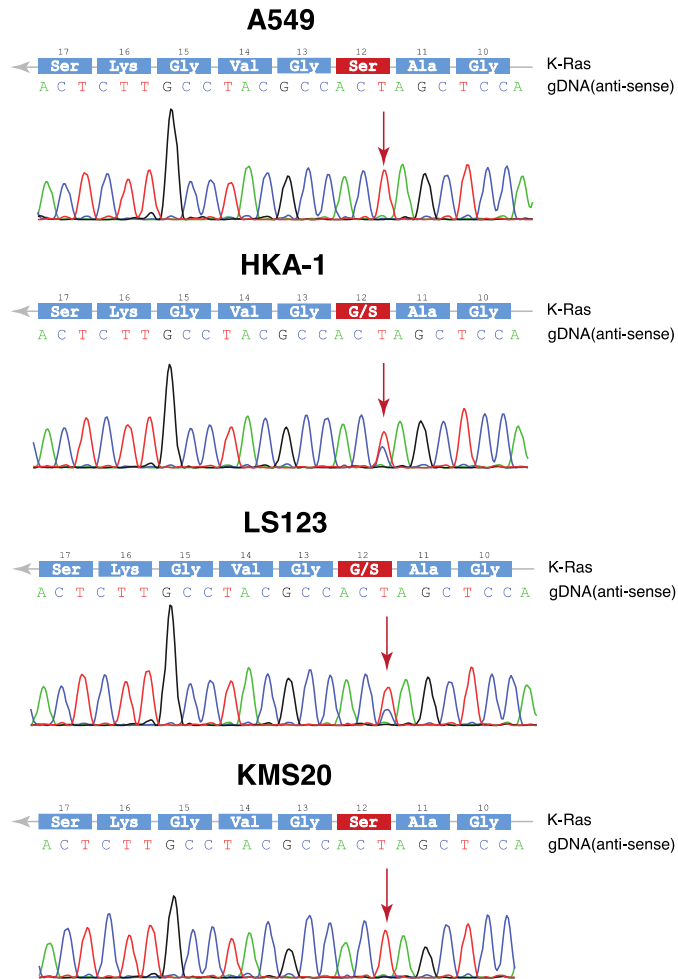 A549
17 16 15 14 13 12 11 10
Ser Lys Gly Val Gly Ser Ala Gly K-Ras
A C T C T T G C C T A C G C C A C T A G C T C C A gDNA(anti-sense)
HKA-1
17 16 15 14 13 12 11 10
Ser Lys Gly Val Gly G/S Ala Gly K-Ras
A C T C T T G C C T A C G C C A C T A G C T C C A gDNA(anti-sense)
LS123
17 16 15 14 13 12 11 10
Ser Lys Gly Val Gly G/S Ala Gly K-Ras
A C T C T T G C C T A C G C C A C T A G C T C C A gDNA(anti-sense)
KMS20
17 16 15 14 13 12 11 10
Ser Lys Gly Val Gly Ser Ala Gly K-Ras
A C T C T T G C C T A C G C C A C T A G C T C C A gDNA(anti-sense)